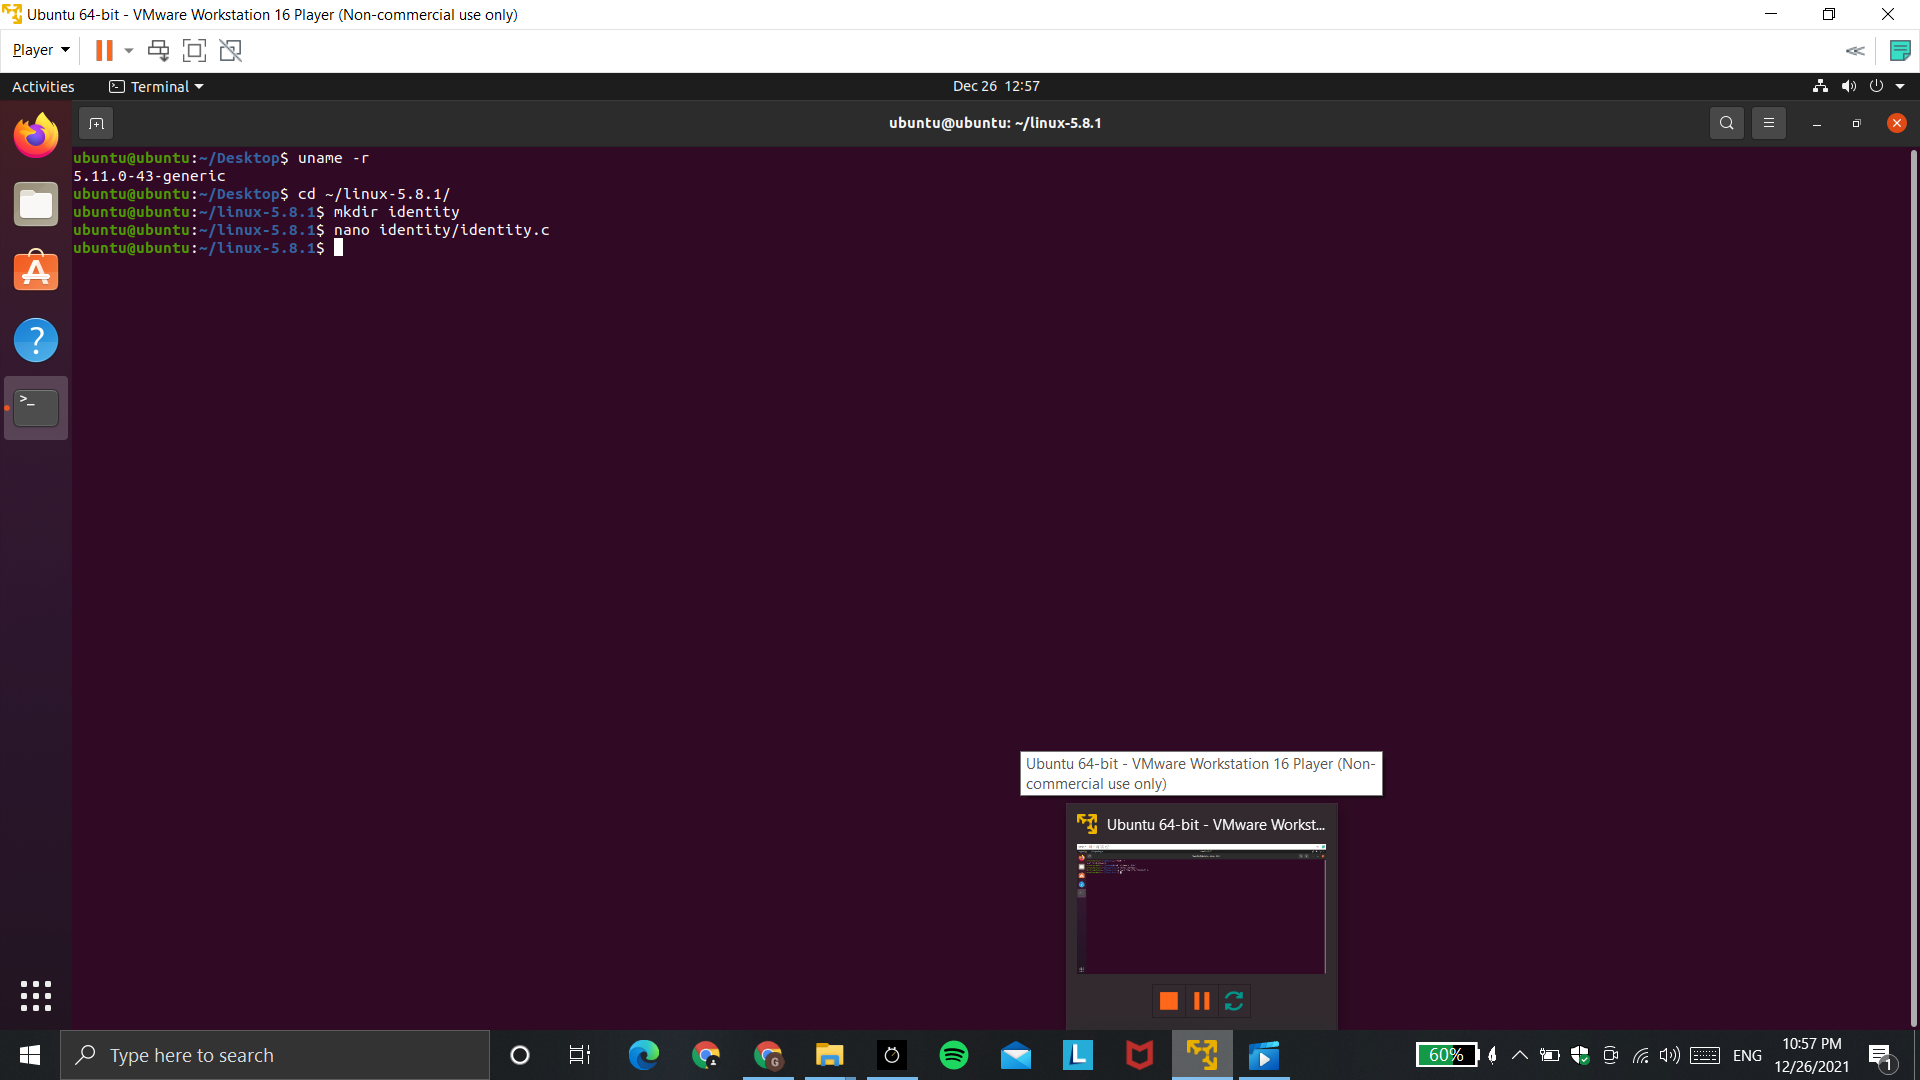 Ubuntu 64-bit - VMware Workstation 16 Player (Non-commercial use only)
Player
Activities
Terminal
Dec 26 12:57
ubuntu@ubuntu: ~/linux-5.8.1
ubuntu@ubuntu:~/Desktop$ uname -r
5.11.0-43-generic
ubuntu@ubuntu:~/Desktop$ cd ~/linux-5.8.1/
ubuntu@ubuntu:~/linux-5.8.1$ mkdir identity
ubuntu@ubuntu:~/linux-5.8.1$ nano identity/identity.c
ubuntu@ubuntu:~/linux-5.8.1$
Ubuntu 64-bit - VMware Workstation 16 Player (Non-
commercial use only)
Ubuntu 64-bit - VMware Workst...
Type here to search
G
L
60%
ENG
10:57 PM
12/26/2021
1